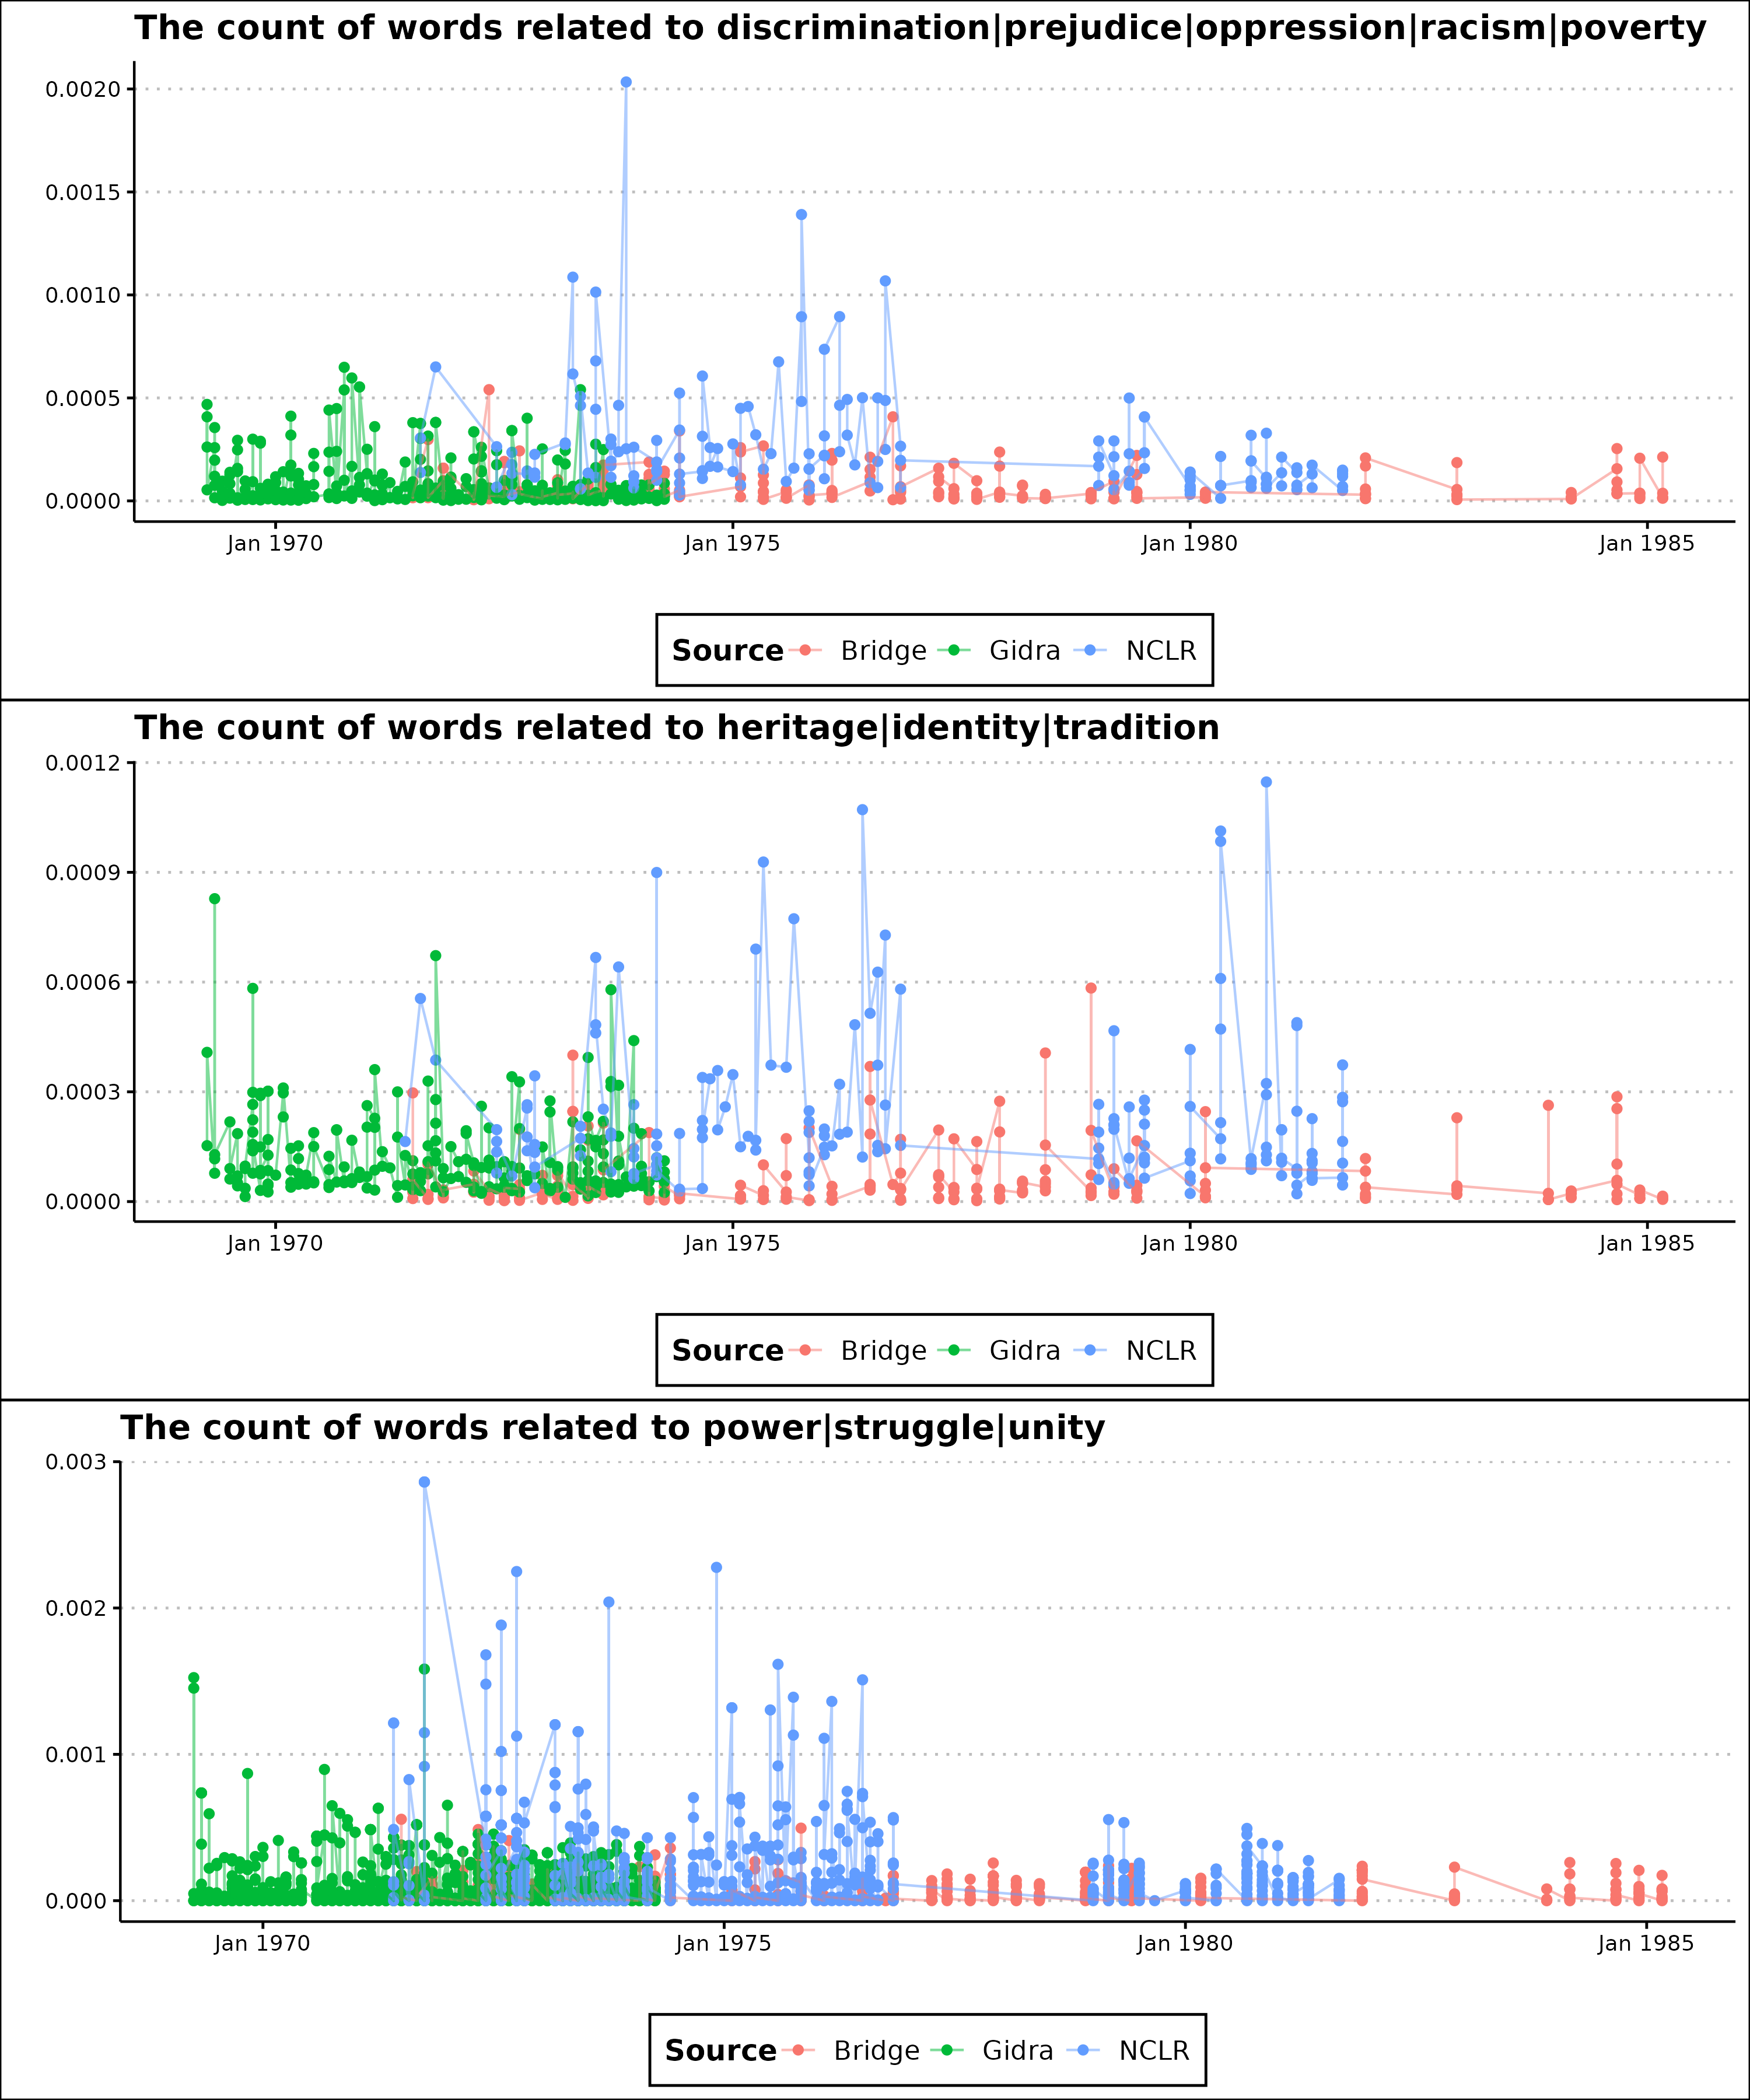 The count of words related to discrimination|prejudice|oppression|racism|poverty
0.0020
0.0015
0.0010
0.0005
0.0000
Jan 1970 Jan 1975 Jan 1980 Jan 1985
Source Bridge Gidra NCLR
The count of words related to heritage|identity|tradition
0.0012
0.0009
0.0006
0.0003
0.0000
Jan 1970 Jan 1975 Jan 1980 Jan 1985
Source Bridge Gidra NCLR
The count of words related to power|struggle|unity
0.003
0.002
0.001
0.000
Jan 1970 Jan 1975 Jan 1980 Jan 1985
Source Bridge Gidra NCLR